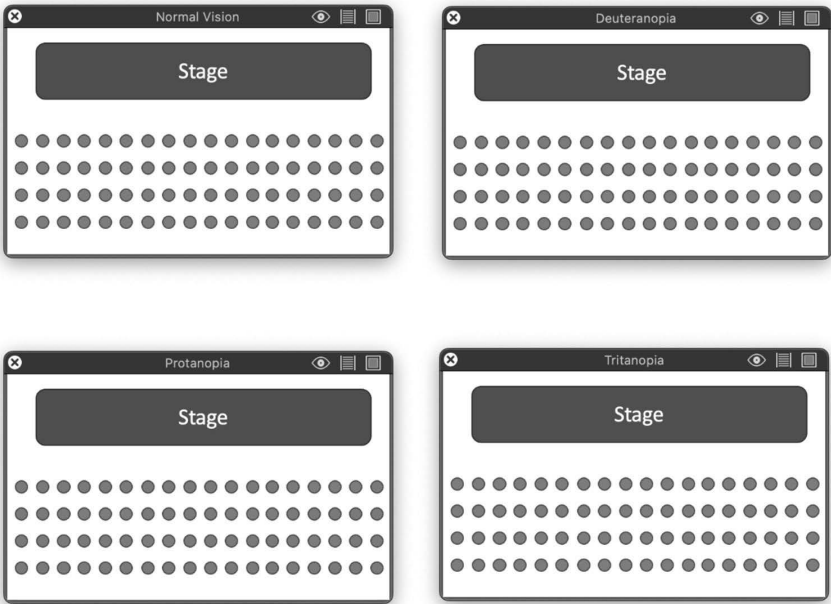 Normal Vision
Stage
Deuteranopia
Stage
Protanopia
Stage
Tritanopia
Stage